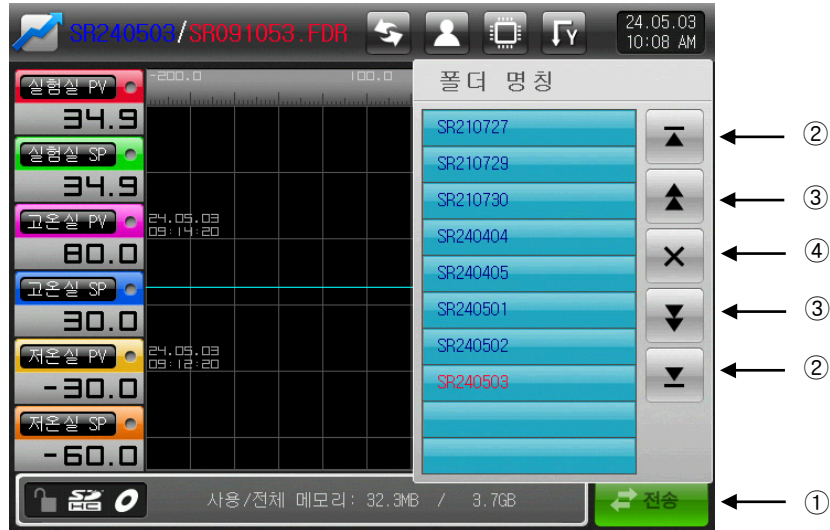 SR240503/SR091053.FDR
24.05.03
10:08 AM
실험실 PV
34.9
실험실 SP
34.9
고온실 PV
80.0
고온실 SP
30.0
저온실 PV
-30.0
저온실 SP
-60.0
-200.0
100.0
24.05.03
09:14:20
24.05.03
09:12:20
폴더 명칭
SR210727
SR210729
SR210730
SR240404
SR240405
SR240501
SR240502
SR240503
②
③
④
③
②
사용/전체 메모리: 32.3MB / 3.7GB
전송
①